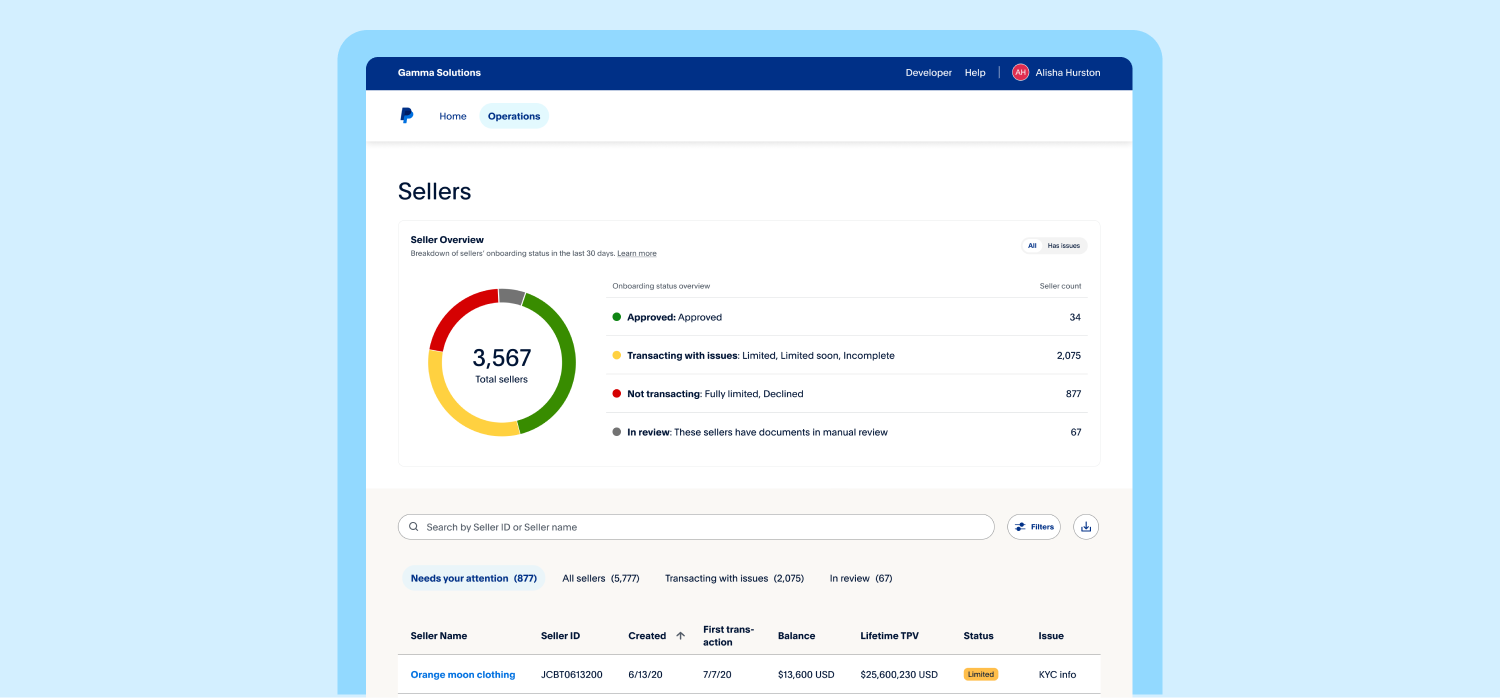 Gamma Solutions
Developer Help AH Alisha Hurston
Home Operations
Sellers
Seller Overview
Breakdown of sellers' onboarding status in the last 30 days. Learn more
All Has issues
Onboarding status overview Seller count
Approved: Approved 34
Transacting with issues: Limited, Limited soon, Incomplete 2,075
Not transacting: Fully limited, Declined 877
In review: These sellers have documents in manual review 67
3,567
Total sellers
Search by Seller ID or Seller name
Filters
Needs your attention (877) All sellers (5,777) Transacting with issues (2,075) In review (67)
Seller Name Seller ID Created First trans-
action Balance Lifetime TPV Status Issue
Orange moon clothing JCBT0613200 6/13/20 7/7/20 $13,600 USD $25,600,230 USD Limited KYC info